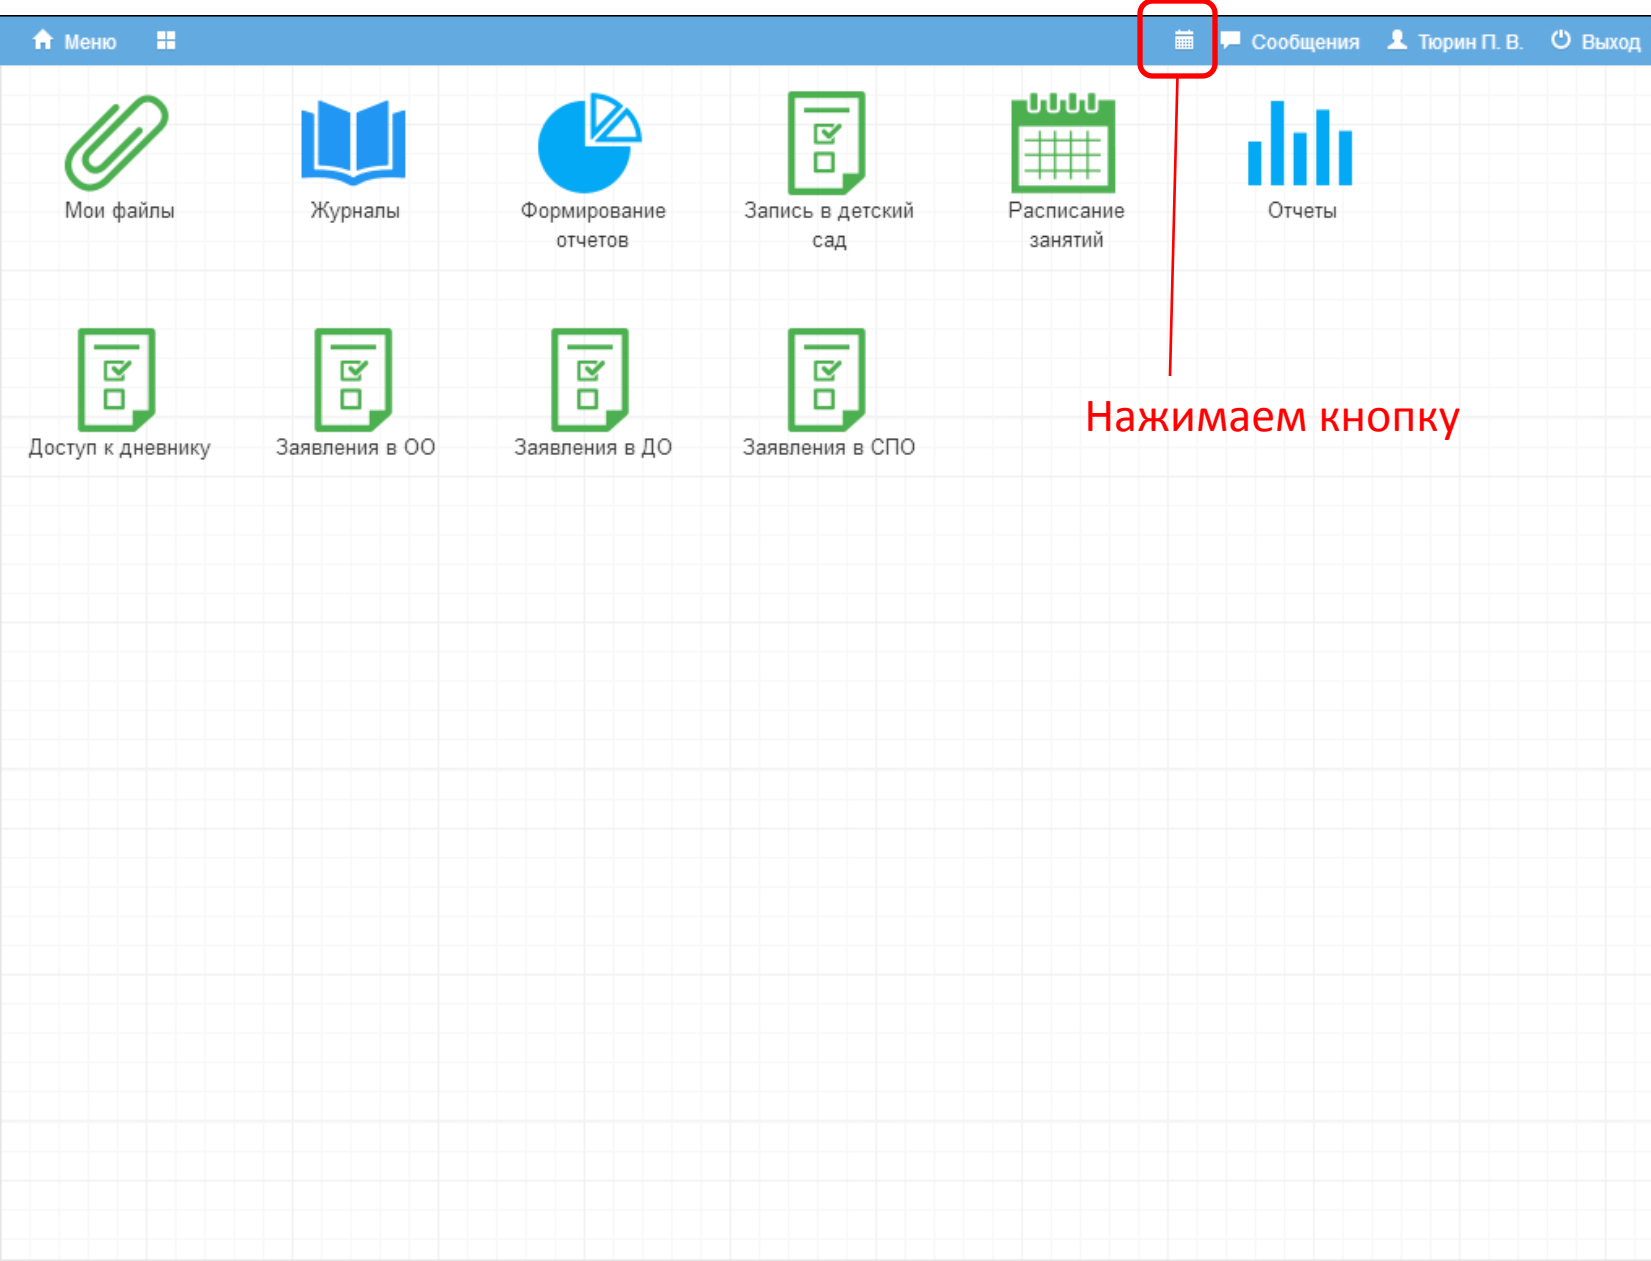 Меню
Сообщения
Тюрин П. В.
Выход
Мои файлы
Журналы
Формирование
отчетов
Запись в детский
сад
Расписание
занятий
Отчеты
Доступ к дневнику
Заявления в ОО
Заявления в ДО
Заявления в СПО
Нажимаем кнопку